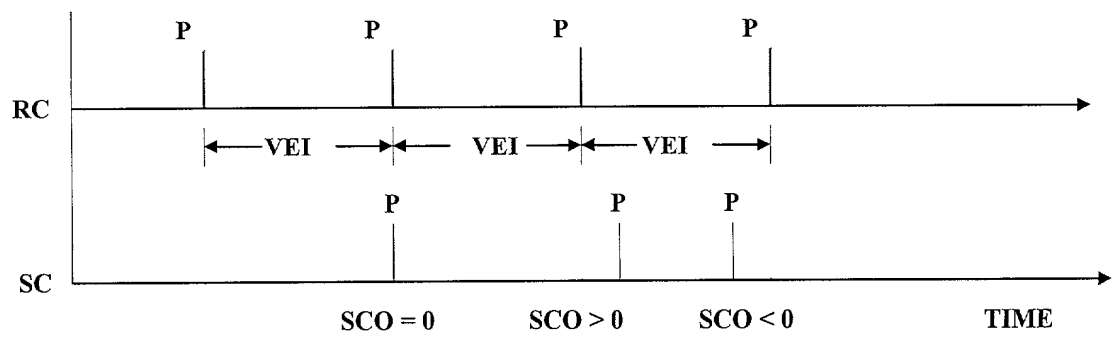 P P P P
RC
VEI VEI VEI
P P P
SC
SCO = 0 SCO > 0 SCO < 0 TIME